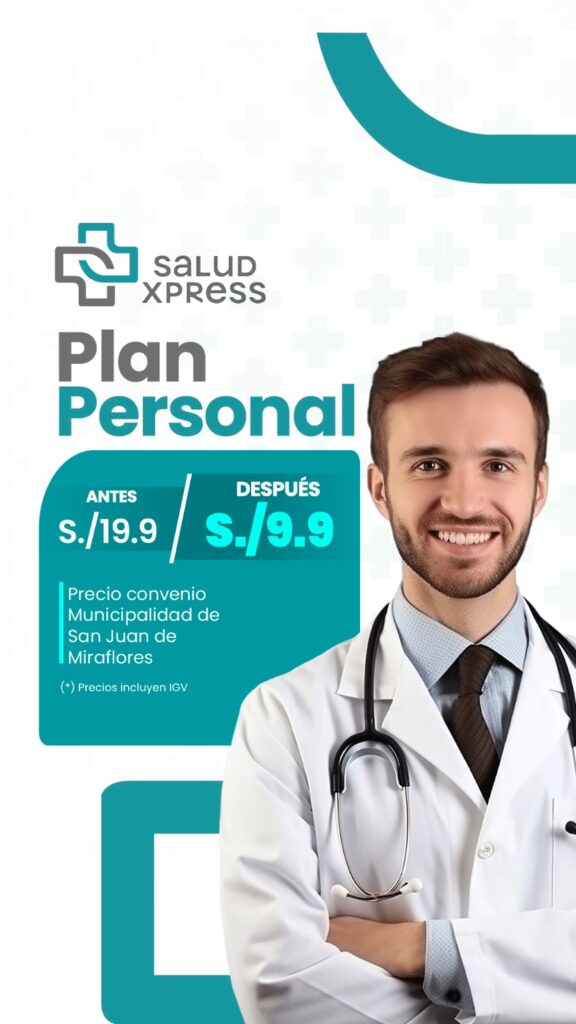 SALUD
XPRESS
Plan
Personal
ANTES
S./19.9
DESPUÉS
S./9.9
Precio convenio
Municipalidad de
San Juan de
Miraflores
(*) Precios incluyen IGV